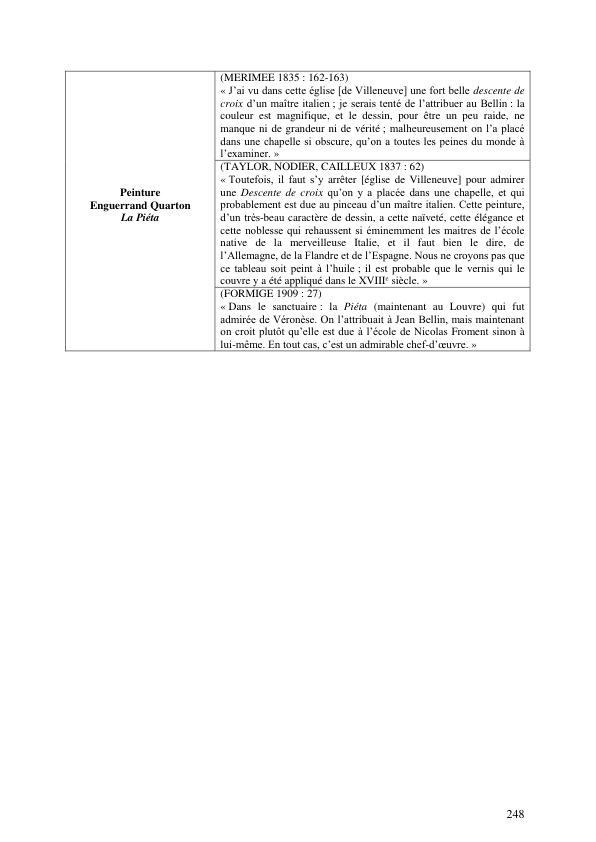 Peinture
Enguerrand Quarton
La Piéta
(MERIMEE 1835 : 162-163)
« J’ai vu dans cette église [de Villeneuve] une fort belle descente de
croix d’un maître italien ; je serais tenté de l’attribuer au Bellin : la
couleur est magnifique, et le dessin, pour être un peu raide, ne
manque ni de grandeur ni de vérité ; malheureusement on l’a placé
dans une chapelle si obscure, qu’on a toutes les peines du monde à
l’examiner. »
(TAYLOR, NODIER, CAILLEUX 1837 : 62)
« Toutefois, il faut s’y arrêter [église de Villeneuve] pour admirer
une Descente de croix qu’on y a placée dans une chapelle, et qui
probablement est due au pinceau d’un maître italien. Cette peinture,
d’un très-beau caractère de dessin, a cette naïveté, cette élégance et
cette noblesse qui rehaussent si éminemment les maitres de l’école
native de la merveilleuse Italie, et il faut bien le dire, de
l’Allemagne, de la Flandre et de l’Espagne. Nous ne croyons pas que
ce tableau soit peint à l’huile ; il est probable que le vernis qui le
couvre y a été appliqué dans le XVIIIe siècle. »
(FORMIGE 1909 : 27)
« Dans le sanctuaire : la Piéta (maintenant au Louvre) qui fut
admirée de Véronèse. On l’attribuait à Jean Bellin, mais maintenant
on croit plutôt qu’elle est due à l’école de Nicolas Froment sinon à
lui-même. En tout cas, c’est un admirable chef-d’œuvre. »
248